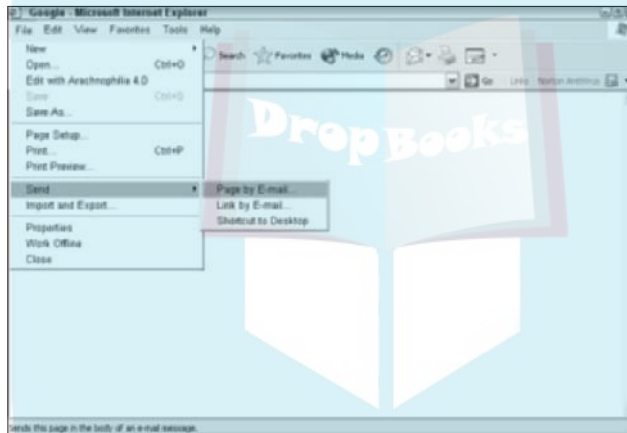 Google - Microsoft Internet Explorer
File Edit View Favorites Tools Help
New
Open... Ctrl+O
Edit with Arachnophilia 4.0
Save Ctrl+S
Save As...
Page Setup...
Print... Ctrl+P
Print Preview...
Send
Import and Export...
Properties
Work Offline
Close
Page by E-mail...
Link by E-mail...
Shortcut to Desktop
Search Favorites Media
Go Links Norton Antivirus
Drop Books
Sends this page in the body of an e-mail message.